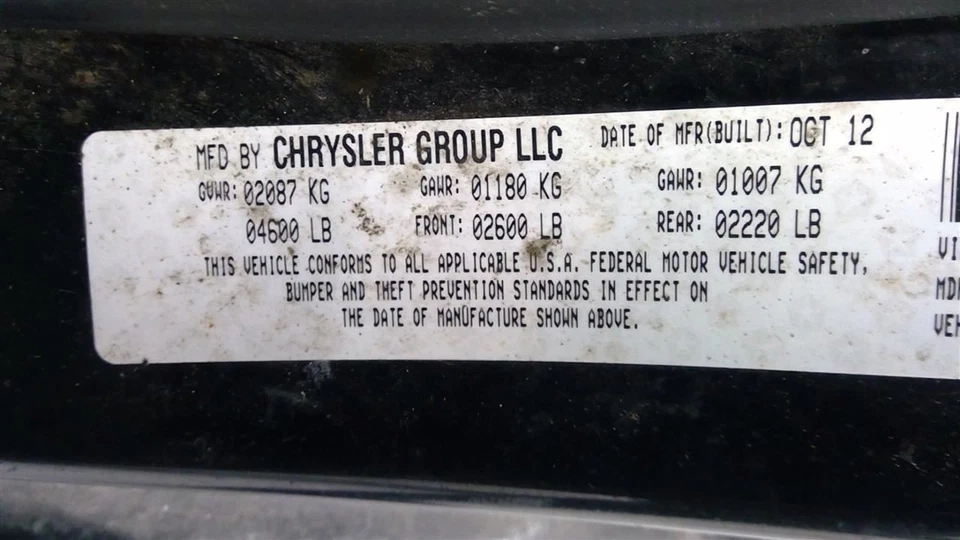 MFD BY CHRYSLER GROUP LLC DATE OF MFR(BUILT): OCT 12
GVWR: 02087 KG GAWR: 01180 KG GAWR: 01007 KG
04600 LB FRONT: 02600 LB REAR: 02220 LB
THIS VEHICLE CONFORMS TO ALL APPLICABLE U.S.A. FEDERAL MOTOR VEHICLE SAFETY,
BUMPER AND THEFT PREVENTION STANDARDS IN EFFECT ON
THE DATE OF MANUFACTURE SHOWN ABOVE.